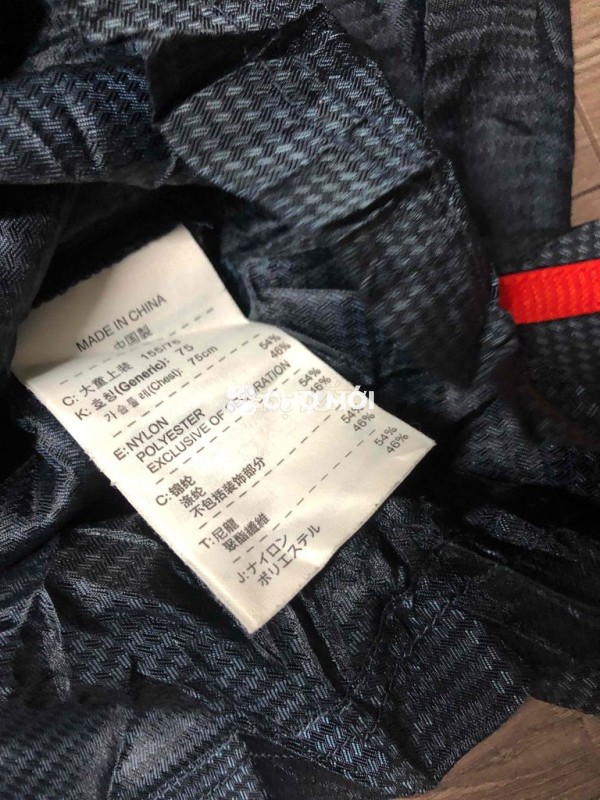 MADE IN CHINA
中国製
C: 大童上装 155/76
K: 호칭(Generic): 75
가슴둘레(Chest): 75cm
E: NYLON 54%
POLYESTER 46%
EXCLUSIVE OF
C: 锦纶 54%
涤纶 46%
不包括装饰部分
T: 尼龍 54%
聚酯纖維 46%
J: ナイロン 54%
ポリエステル 46%
MỚI